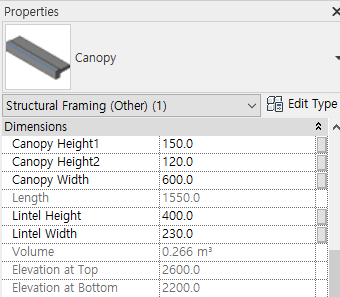 Properties
Canopy
Structural Framing (Other) (1)
Edit Type
Dimensions
Canopy Height1 150.0
Canopy Height2 120.0
Canopy Width 600.0
Length 1550.0
Lintel Height 400.0
Lintel Width 230.0
Volume 0.266 m³
Elevation at Top 2600.0
Elevation at Bottom 2200.0